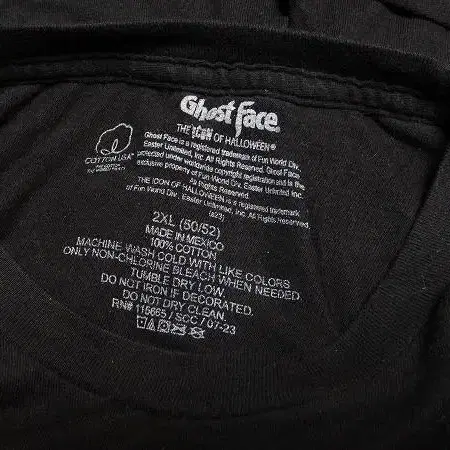 Ghost Face.
THE ICON OF HALLOWEEN®
COTTON USA™
Ghost Face is a registered trademark of Fun World Div,
Easter Unlimited, Inc. All Rights Reserved. Ghost Face
protected under worldwide copyright registration and is the
exclusive property of Fun World Div, Easter Unlimited Inc.
All Rights Reserved.
THE ICON OF HALLOWEEN is a registered trademark
of Fun World Div, Easter Unlimited, Inc. All Rights Reserved.
2XL (50/52)
MADE IN MEXICO
100% COTTON
MACHINE WASH COLD WITH LIKE COLORS
ONLY NON-CHLORINE BLEACH WHEN NEEDED
TUMBLE DRY LOW.
DO NOT IRON IF DECORATED.
DO NOT DRY CLEAN.
RN# 115665 / SCC / 07-23